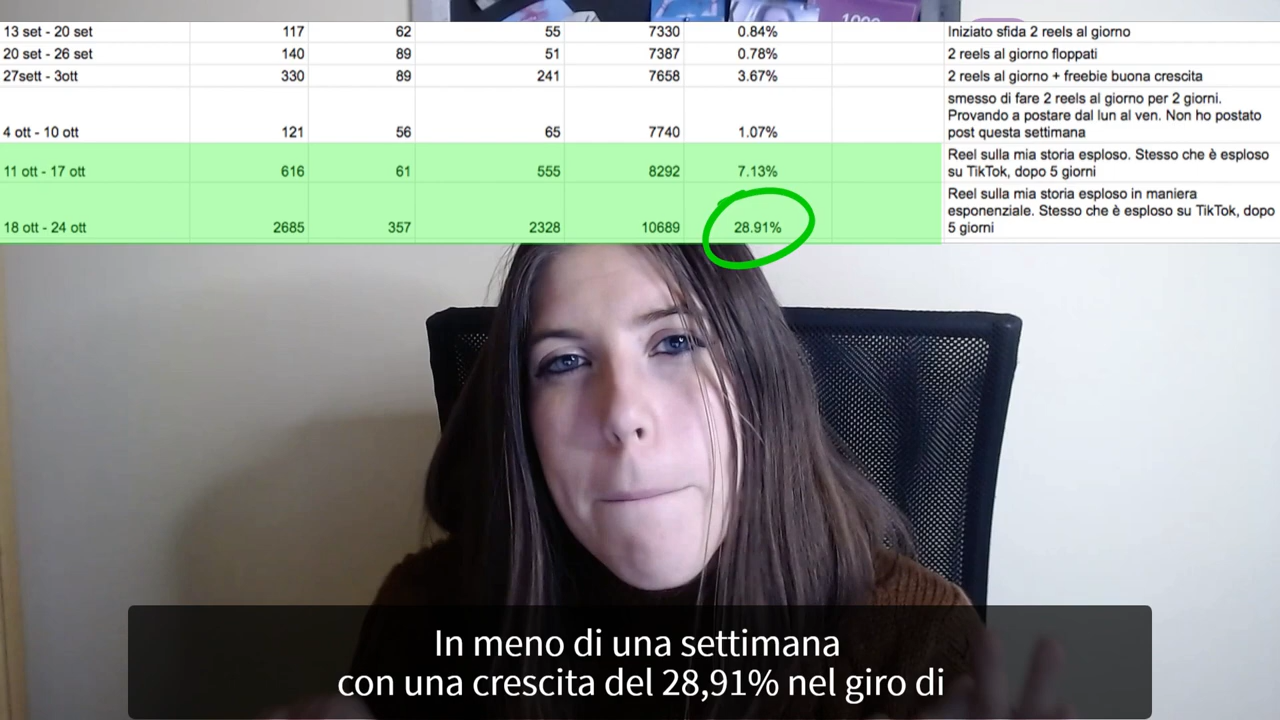 1000
13 set - 20 set 117 62 55 7330 0.84% Iniziato sfida 2 reels al giorno
20 set - 26 set 140 89 51 7387 0.78% 2 reels al giorno floppati
27sett - 3ott 330 89 241 7658 3.67% 2 reels al giorno + freebie buona crescita
smesso di fare 2 reels al giorno per 2 giorni.
Provando a postare dal lun al ven. Non ho postato
4 ott - 10 ott 121 56 65 7740 1.07% post questa settimana
Reel sulla mia storia esploso. Stesso che è esploso
11 ott - 17 ott 616 61 555 8292 7.13% su TikTok, dopo 5 giorni
Reel sulla mia storia esploso in maniera
esponenziale. Stesso che è esploso su TikTok, dopo
18 ott - 24 ott 2685 357 2328 10689 28.91% 5 giorni
In meno di una settimana
con una crescita del 28,91% nel giro di